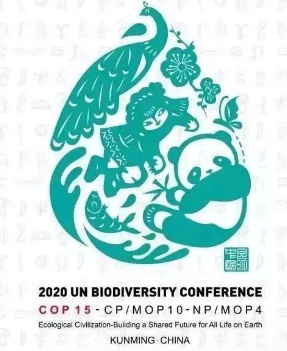 2020 UN BIODIVERSITY CONFERENCE
COP 15 - CP/MOP10-NP/MOP4
Ecological Civilization-Building a Shared Future for All Life on Earth
KUNMING · CHINA